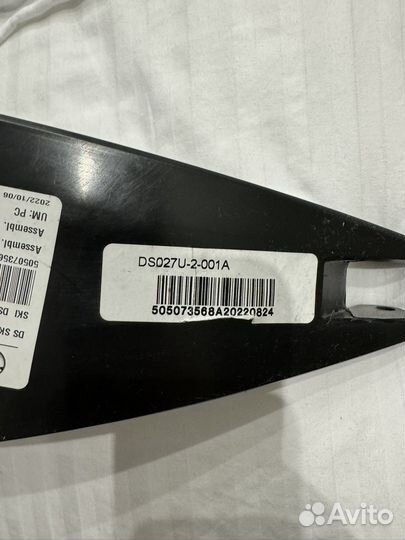 DS027U-2-001A
505073568A20220824
2022/10/06
UM: PC
Assembl.
Assembl.
50507356
SKI DS
DS SK
Avito